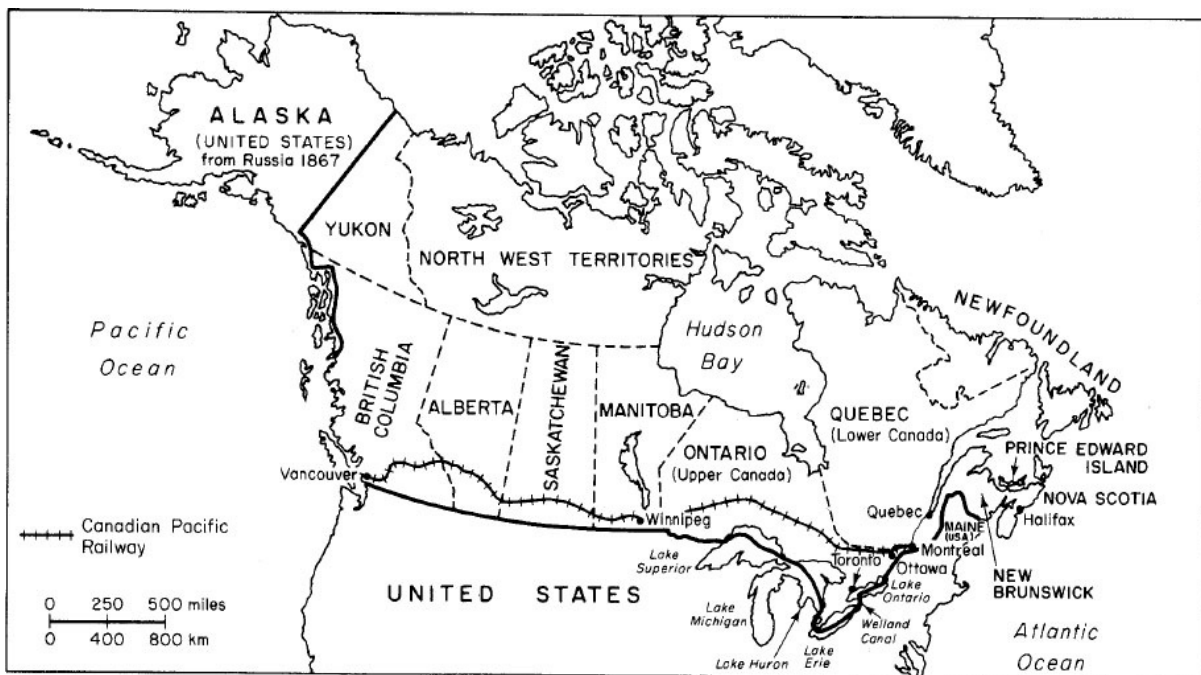 ALASKA
(UNITED STATES)
from Russia 1867
YUKON
NORTH WEST TERRITORIES
Pacific
Ocean
Hudson
Bay
NEWFOUNDLAND
BRITISH
COLUMBIA
ALBERTA
SASKATCHEWAN
MANITOBA
ONTARIO
(Upper Canada)
QUEBEC
(Lower Canada)
PRINCE EDWARD
ISLAND
NOVA SCOTIA
Halifax
Vancouver
Winnipeg
Quebec
MAINE
(USA)
Montréal
Ottawa
Toronto
NEW
BRUNSWICK
Canadian Pacific
Railway
Lake
Superior
UNITED STATES
Lake
Michigan
Lake Huron
Lake
Erie
Welland
Canal
Lake
Ontario
Atlantic
Ocean
0 250 500 miles
0 400 800 km